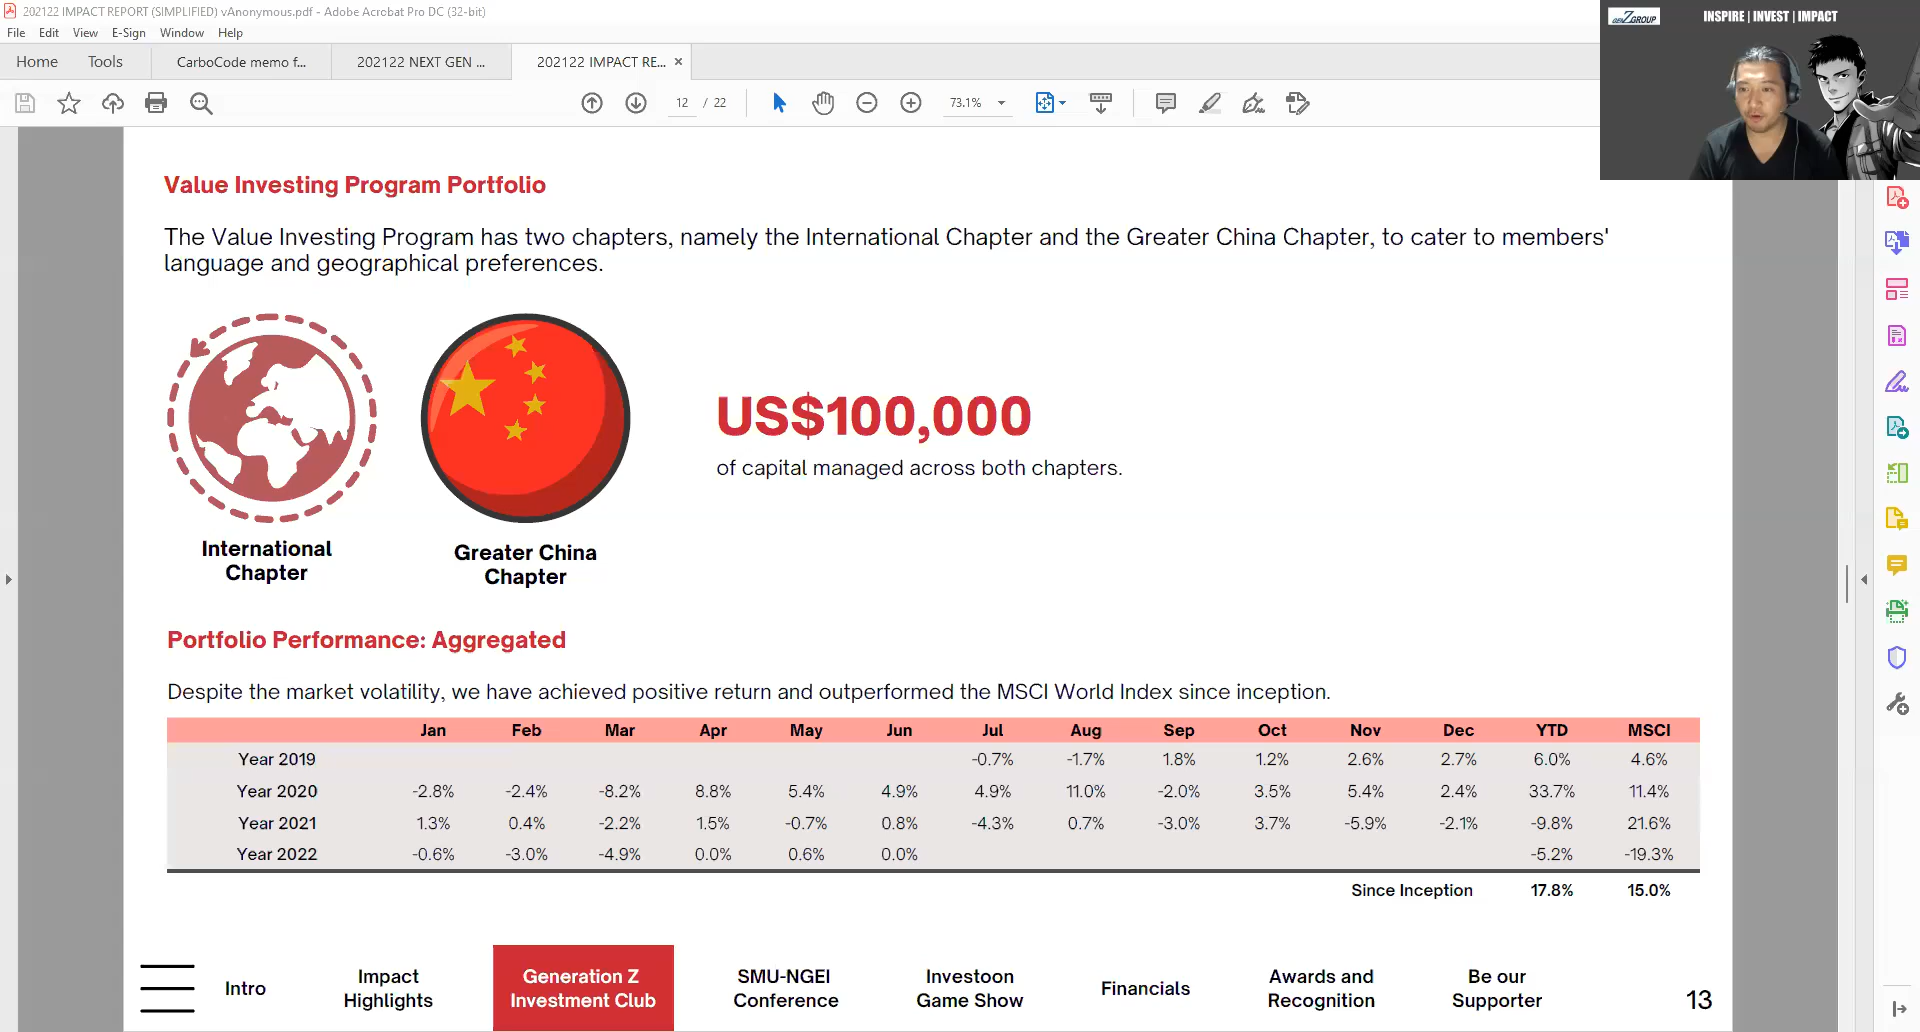 202122 IMPACT REPORT (SIMPLIFIED) vAnonymous.pdf - Adobe Acrobat Pro DC (32-bit)
File Edit View E-Sign Window Help
Home Tools CarboCode memo f... 202122 NEXT GEN ... 202122 IMPACT RE... ×
12 / 22 73.1%
GENZGROUP INSPIRE | INVEST | IMPACT
Value Investing Program Portfolio
The Value Investing Program has two chapters, namely the International Chapter and the Greater China Chapter, to cater to members'
language and geographical preferences.
US$100,000
of capital managed across both chapters.
International
Chapter
Greater China
Chapter
Portfolio Performance: Aggregated
Despite the market volatility, we have achieved positive return and outperformed the MSCI World Index since inception.
Jan Feb Mar Apr May Jun Jul Aug Sep Oct Nov Dec YTD MSCI
Year 2019 -0.7% -1.7% 1.8% 1.2% 2.6% 2.7% 6.0% 4.6%
Year 2020 -2.8% -2.4% -8.2% 8.8% 5.4% 4.9% 4.9% 11.0% -2.0% 3.5% 5.4% 2.4% 33.7% 11.4%
Year 2021 1.3% 0.4% -2.2% 1.5% -0.7% 0.8% -4.3% 0.7% -3.0% 3.7% -5.9% -2.1% -9.8% 21.6%
Year 2022 -0.6% -3.0% -4.9% 0.0% 0.6% 0.0% -5.2% -19.3%
Since Inception 17.8% 15.0%
Intro
Impact
Highlights
Generation Z
Investment Club
SMU-NGEI
Conference
Investoon
Game Show
Financials
Awards and
Recognition
Be our
Supporter
13